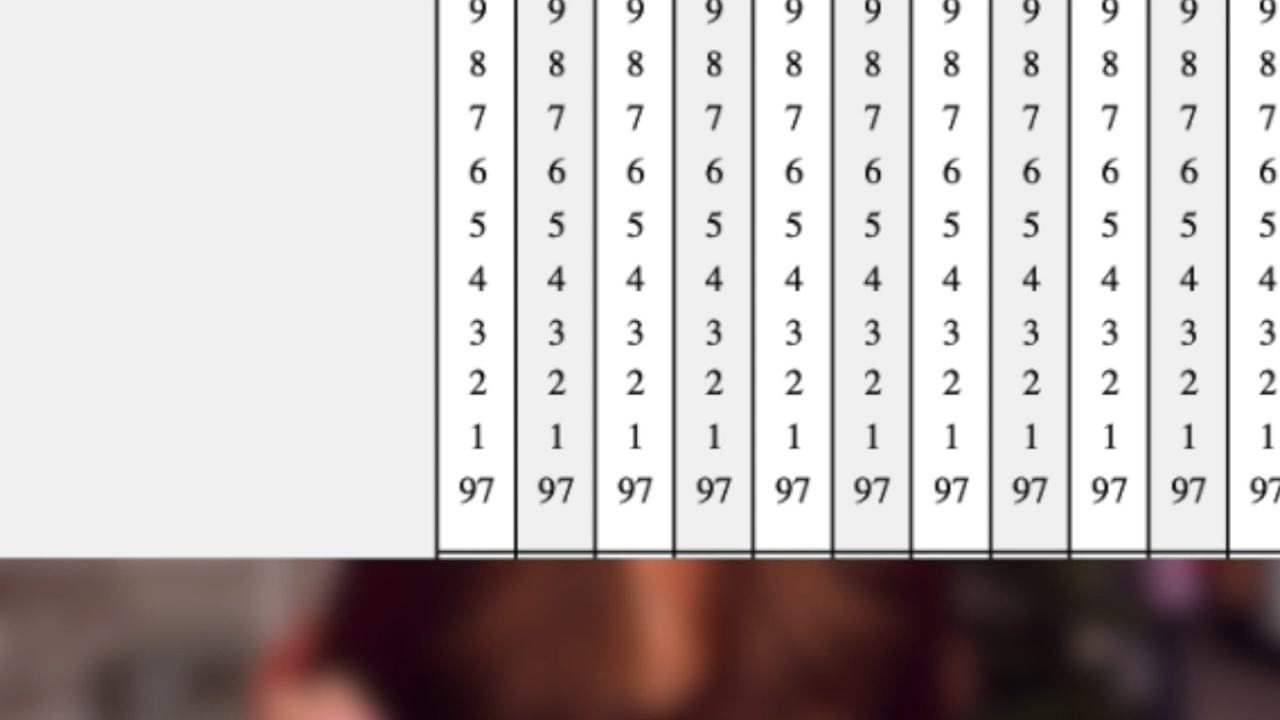 9 9 9 9 9 9 9 9 9 9 9
8 8 8 8 8 8 8 8 8 8 8
7 7 7 7 7 7 7 7 7 7 7
6 6 6 6 6 6 6 6 6 6 6
5 5 5 5 5 5 5 5 5 5 5
4 4 4 4 4 4 4 4 4 4 4
3 3 3 3 3 3 3 3 3 3 3
2 2 2 2 2 2 2 2 2 2 2
1 1 1 1 1 1 1 1 1 1 1
97 97 97 97 97 97 97 97 97 97 97